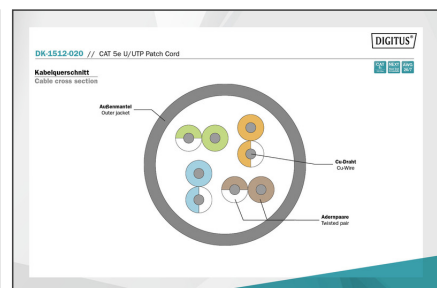 DIGITUS®
DK-1512-020 // CAT 5e U/UTP Patch Cord
Kabelquerschnitt
Cable cross section
Außenmantel
Outer jacket
Cu-Draht
Cu-Wire
Adernpaare
Twisted pair